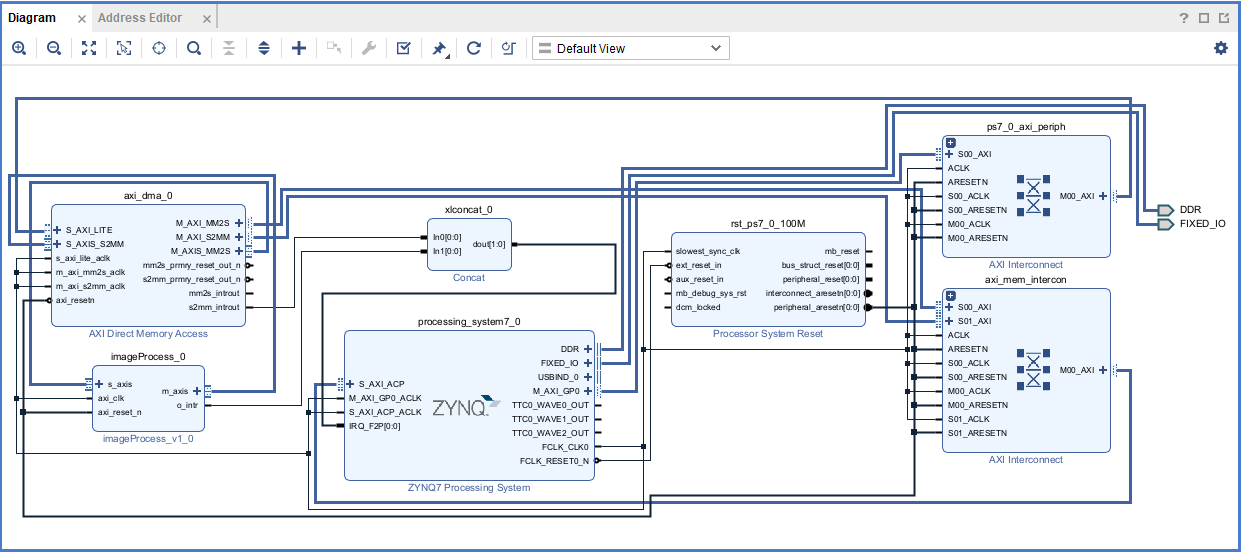 Diagram
Address Editor
Default View
axi_dma_0
S_AXI_LITE
S_AXIS_S2MM
s_axi_lite_aclk
m_axi_mm2s_aclk
m_axi_s2mm_aclk
axi_resetn
M_AXI_MM2S
M_AXI_S2MM
M_AXIS_MM2S
mm2s_prmry_reset_out_n
s2mm_prmry_reset_out_n
mm2s_introut
s2mm_introut
AXI Direct Memory Access
imageProcess_0
s_axis
axi_clk
axi_reset_n
m_axis
o_intr
imageProcess_v1_0
xlconcat_0
In0[0:0]
In1[0:0]
dout[1:0]
Concat
processing_system7_0
S_AXI_ACP
M_AXI_GP0_ACLK
S_AXI_ACP_ACLK
IRQ_F2P[0:0]
ZYNQ
DDR
FIXED_IO
USBIND_0
M_AXI_GP0
TTC0_WAVE0_OUT
TTC0_WAVE1_OUT
TTC0_WAVE2_OUT
FCLK_CLK0
FCLK_RESET0_N
ZYNQ7 Processing System
rst_ps7_0_100M
slowest_sync_clk
ext_reset_in
aux_reset_in
mb_debug_sys_rst
dcm_locked
mb_reset
bus_struct_reset[0:0]
peripheral_reset[0:0]
interconnect_aresetn[0:0]
peripheral_aresetn[0:0]
Processor System Reset
ps7_0_axi_periph
S00_AXI
ACLK
ARESETN
S00_ACLK
S00_ARESETN
M00_ACLK
M00_ARESETN
M00_AXI
AXI Interconnect
axi_mem_intercon
S00_AXI
S01_AXI
ACLK
ARESETN
S00_ACLK
S00_ARESETN
M00_ACLK
M00_ARESETN
S01_ACLK
S01_ARESETN
M00_AXI
AXI Interconnect
DDR
FIXED_IO